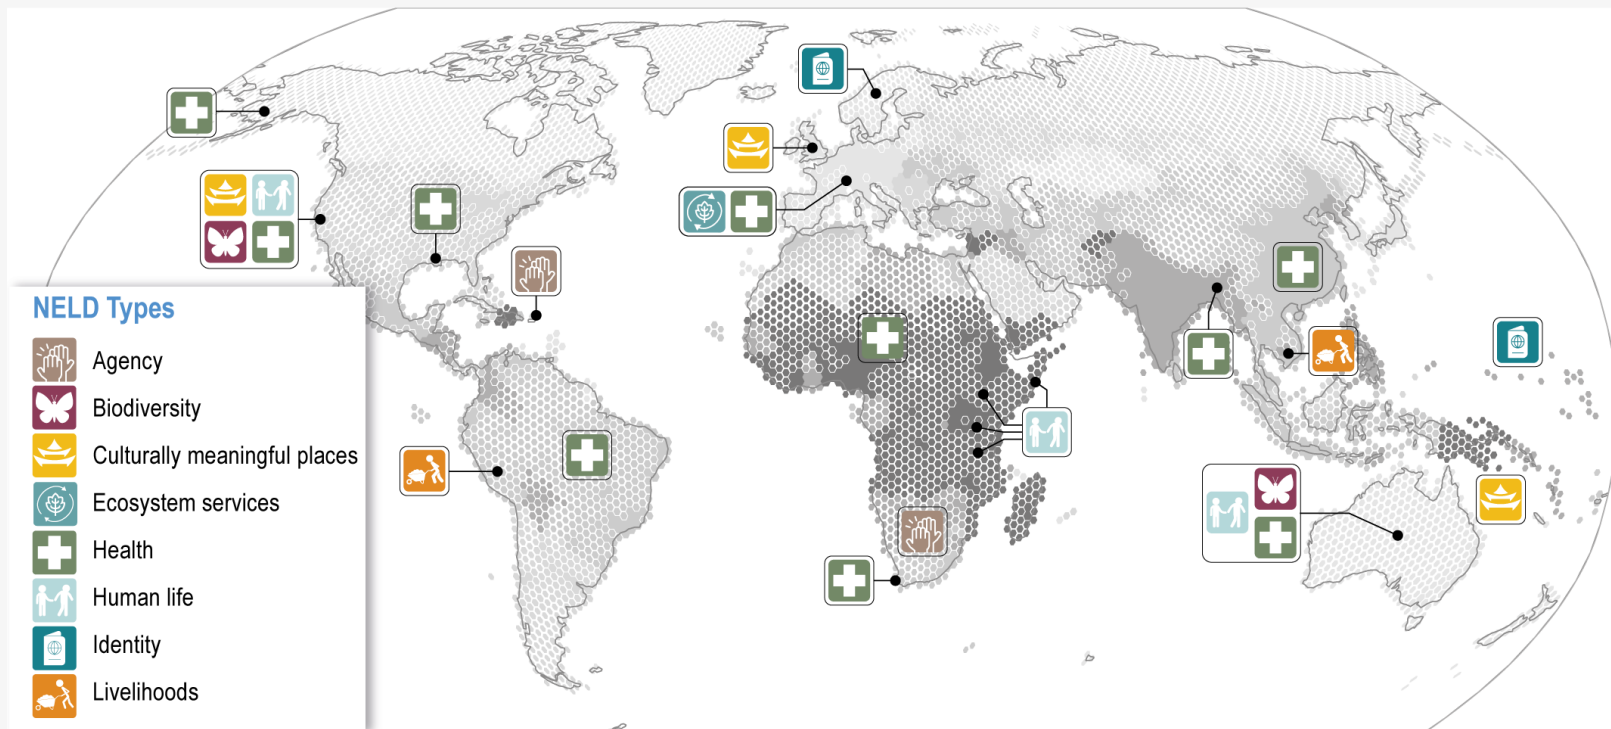 NELD Types
Agency
Biodiversity
Culturally meaningful places
Ecosystem services
Health
Human life
Identity
Livelihoods